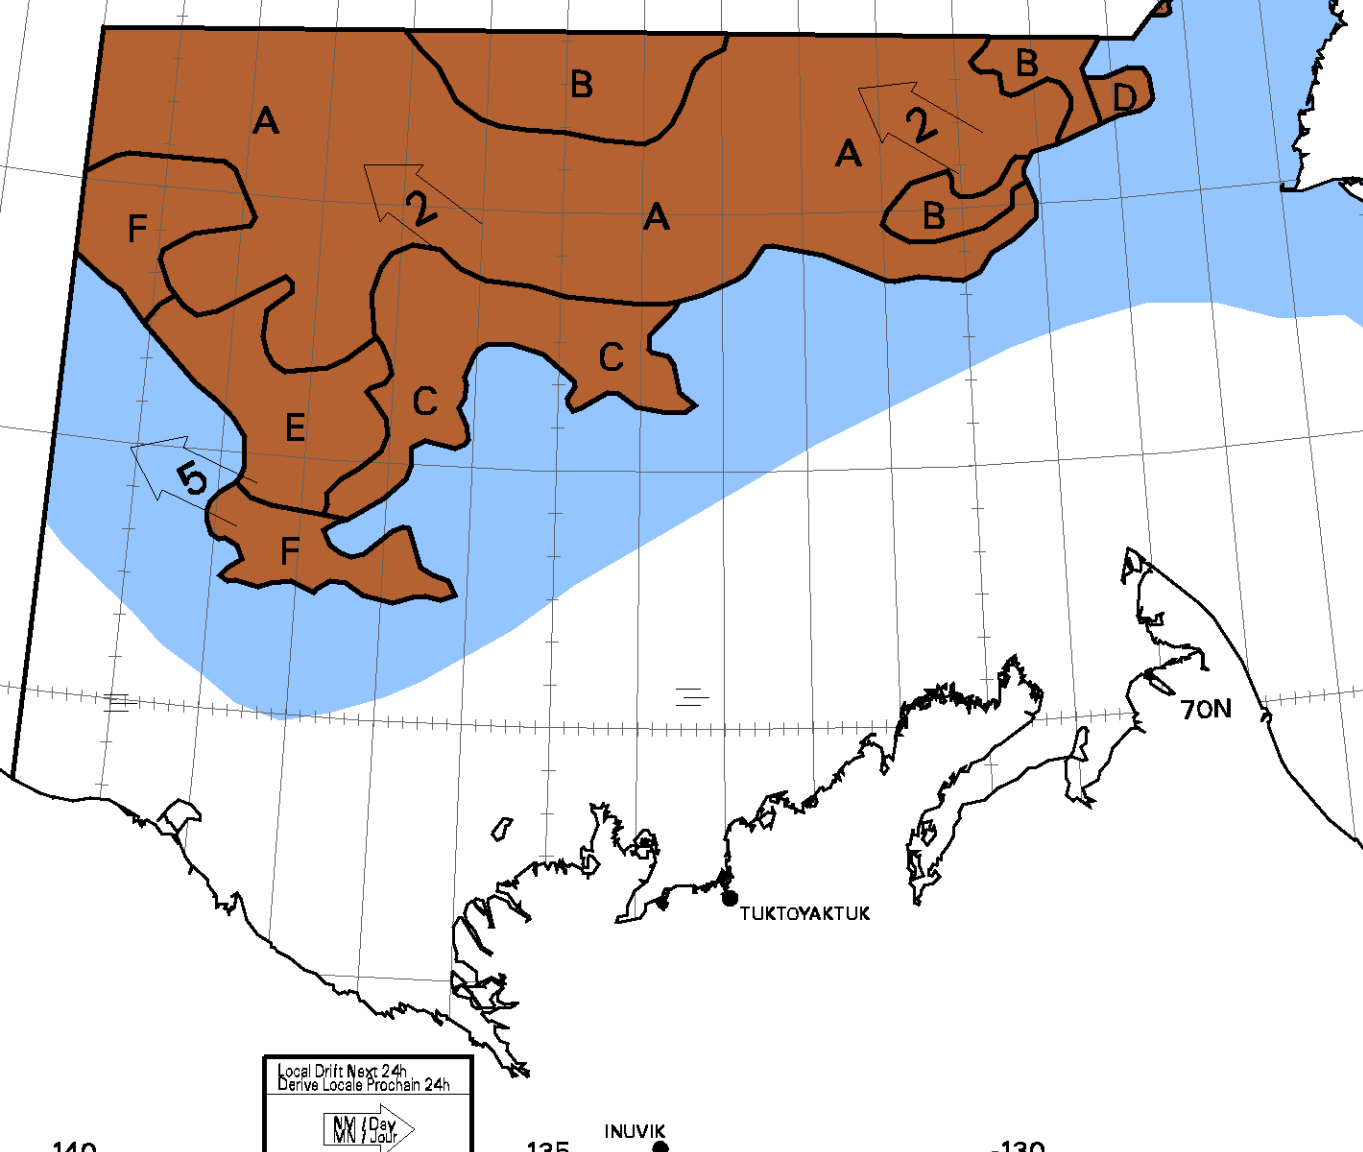 B
B
D
A
2
A
2
B
A
F
C
C
E
5
F
70N
TUKTOYAKTUK
Local Drift Next 24h
Derive Locale Prochain 24h
NM / Day
MN / Jour
INUVIK
140
135
-130